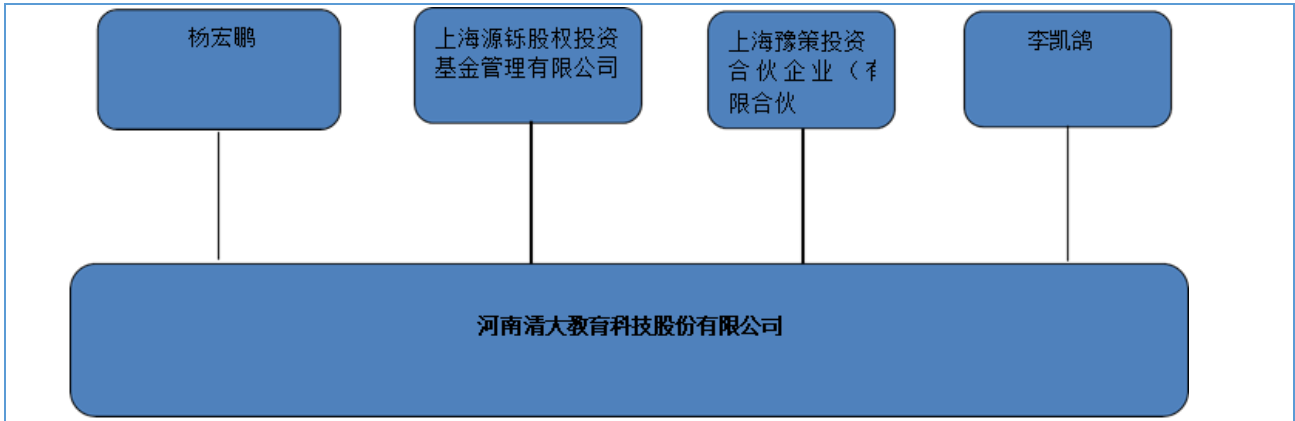 杨宏鹏
上海源铄股权投资
基金管理有限公司
上海豫策投资
合伙企业（有
限合伙
李凯鸽
河南清大教育科技股份有限公司